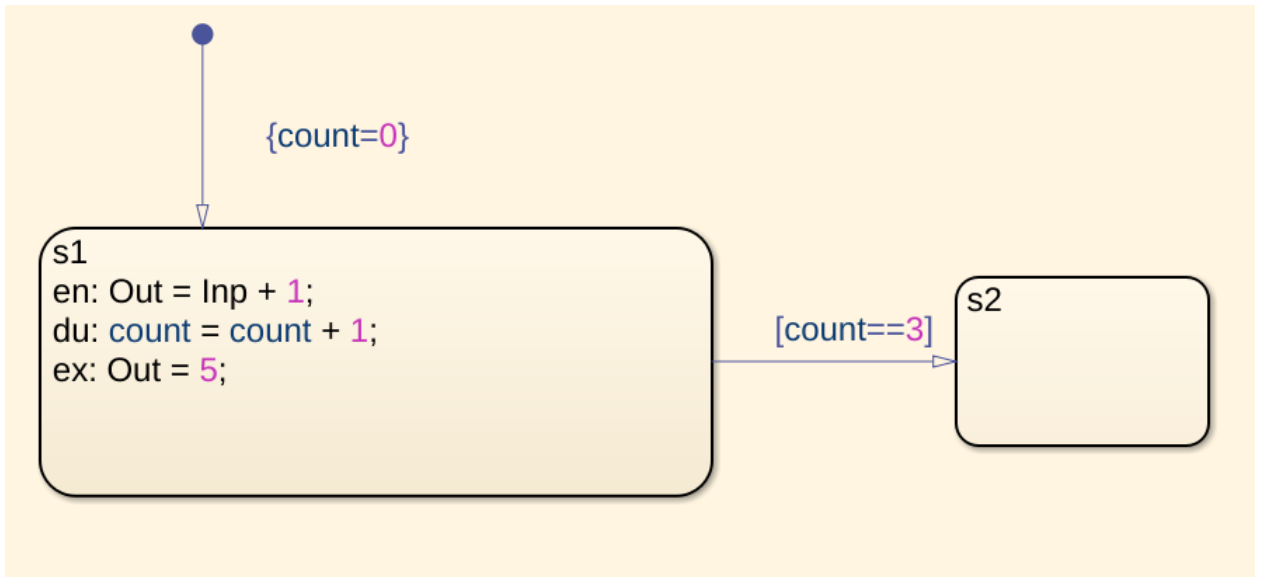 {count=0}
s1
en: Out = Inp + 1;
du: count = count + 1;
ex: Out = 5;
[count==3]
s2